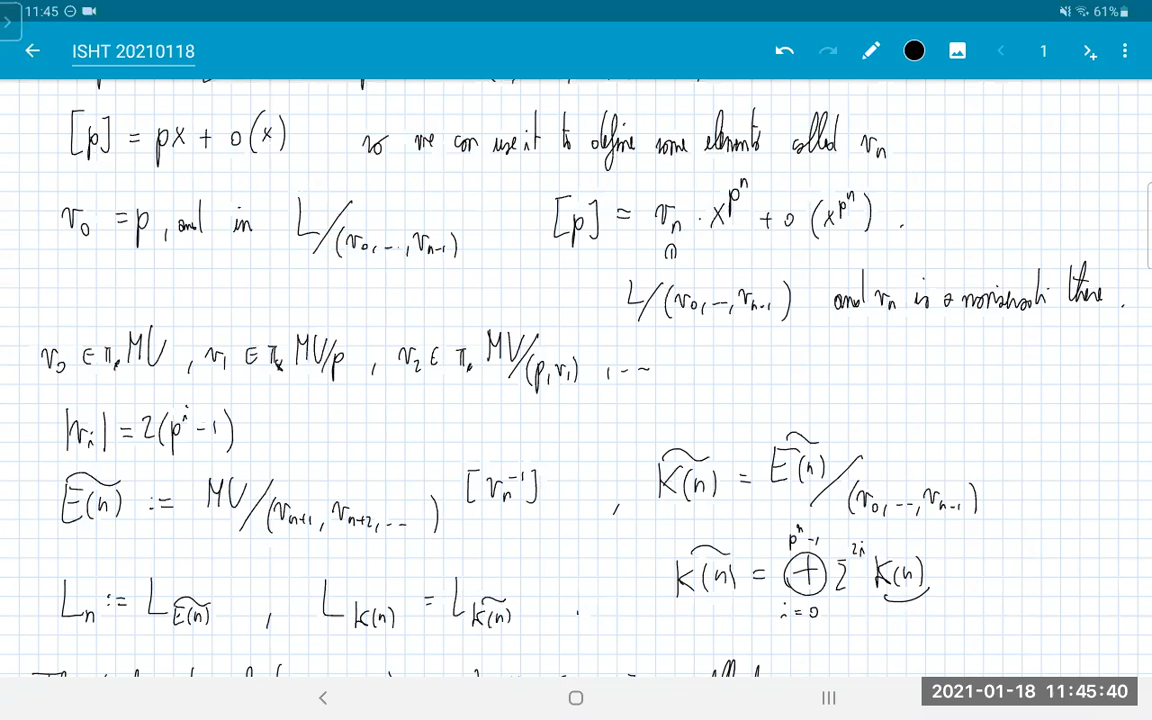 11:45 61%
ISHT 20210118 1
[p] = px + o(x) so we can use it to define some elements called v_n
v_0 = p, and in L/(v_0, ..., v_{n-1}) [p] = v_n · x^{p^n} + o(x^{p^n}).
L/(v_0, –, v_{n-1}) and v_n is a there.
v_0 ∈ π_* MU, v_1 ∈ π_* MU/p, v_2 ∈ π_* MU/(p, v_1), ...
|v_i| = 2(p^i - 1)
\widetilde{E(n)} := MU/(v_{n+1}, v_{n+2}, ...) [v_n^{-1}], \widetilde{K(n)} = \widetilde{E(n)}/(v_0, ..., v_{n-1})
\widetilde{K(n)} = ⊕_{i=0}^{p^n-1} Σ^{2i} K(n)
L_n := L_{\widetilde{E(n)}}, L_{K(n)} = L_{\widetilde{K(n)}}.
2021-01-18 11:45:40